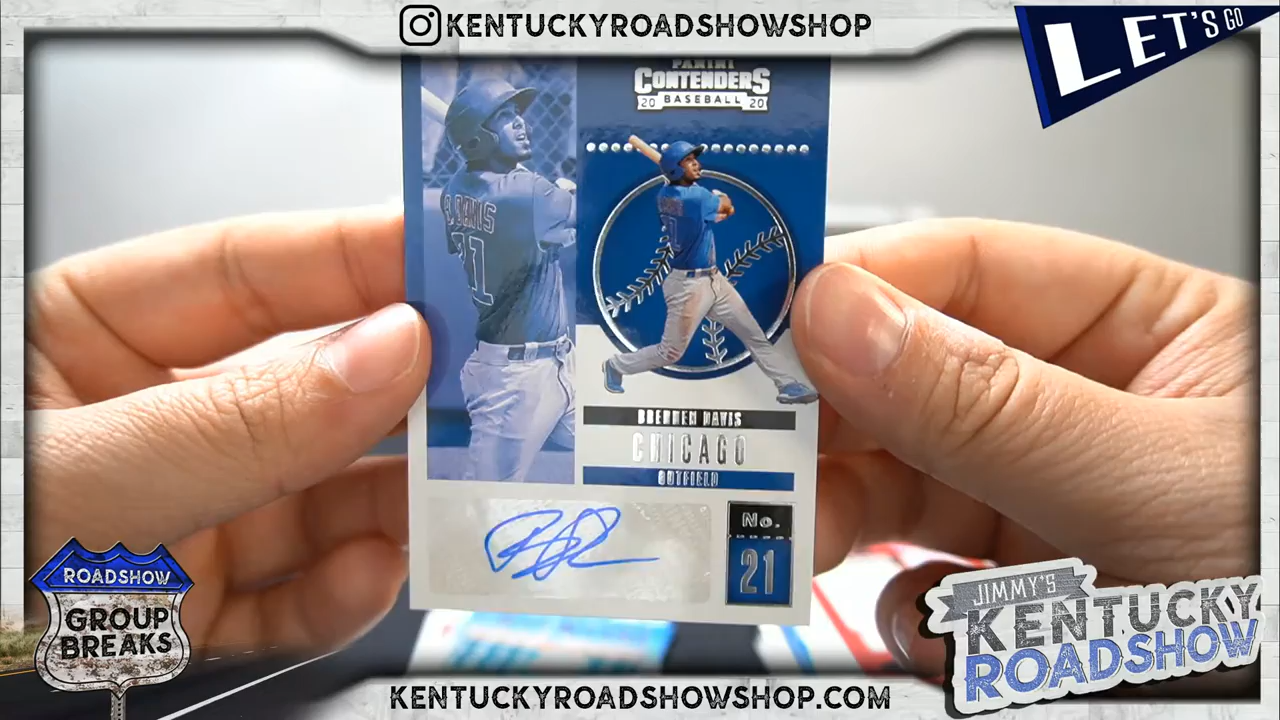 KENTUCKYROADSHOWSHOP
LET'S GO
PANINI
CONTENDERS
20 BASEBALL 20
21
BRENNEN DAVIS
CHICAGO
OUTFIELD
No.
21
ROADSHOW
GROUP
BREAKS
JIMMY'S
KENTUCKY
ROADSHOW
KENTUCKYROADSHOWSHOP.COM